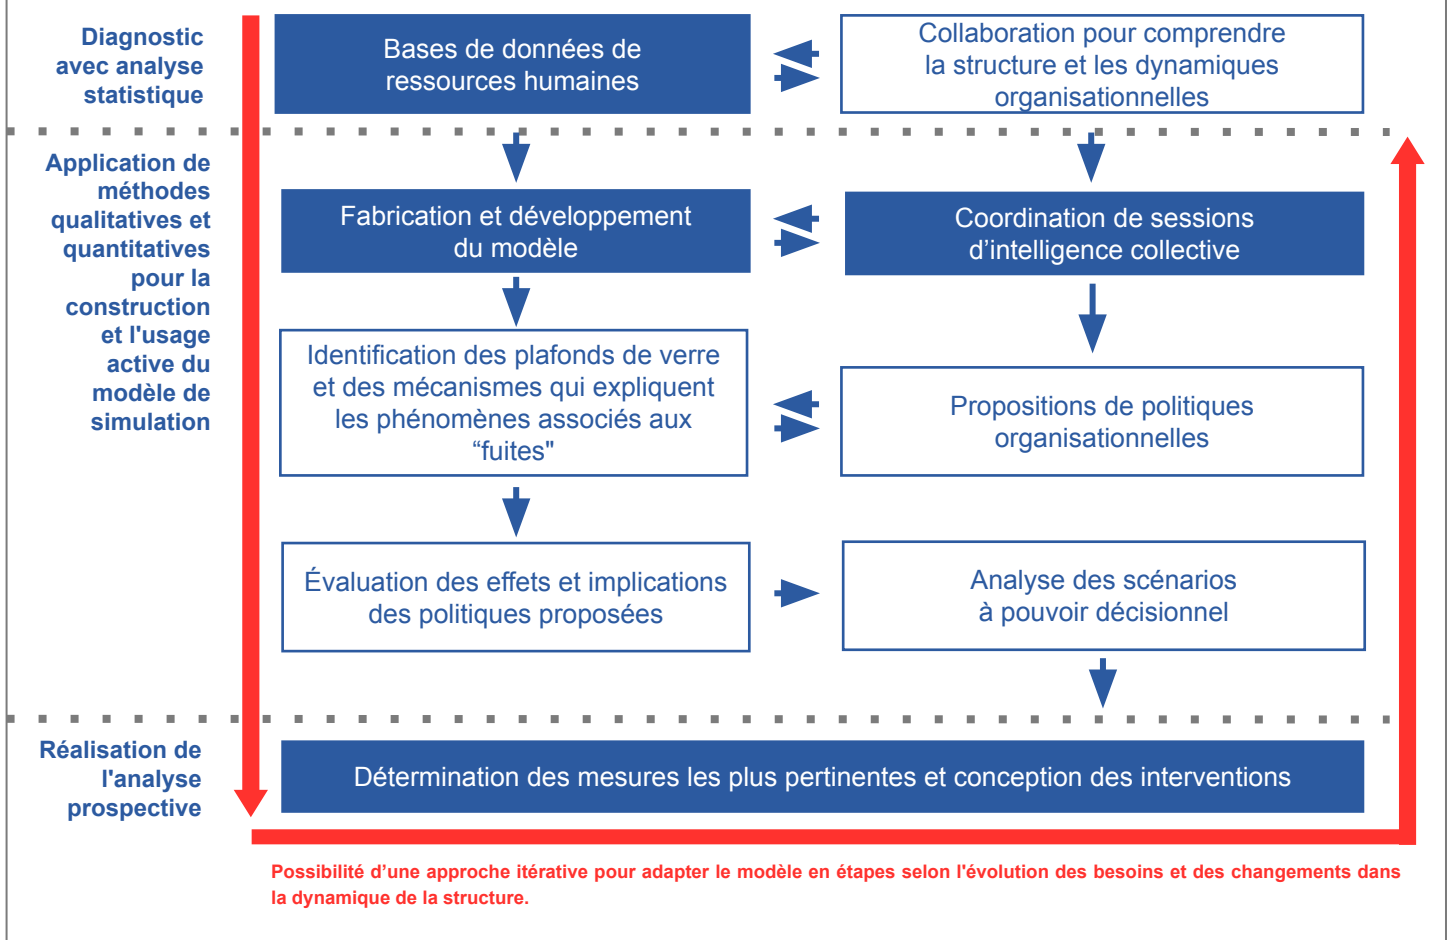 Diagnostic
avec analyse
statistique
Bases de données de
ressources humaines
Collaboration pour comprendre
la structure et les dynamiques
organisationnelles
Application de
méthodes
qualitatives et
quantitatives
pour la
construction
et l'usage
active du
modèle de
simulation
Fabrication et développement
du modèle
Coordination de sessions
d’intelligence collective
Identification des plafonds de verre
et des mécanismes qui expliquent
les phénomènes associés aux
“fuites"
Propositions de politiques
organisationnelles
Évaluation des effets et implications
des politiques proposées
Analyse des scénarios
à pouvoir décisionnel
Réalisation de
l'analyse
prospective
Détermination des mesures les plus pertinentes et conception des interventions
Possibilité d’une approche itérative pour adapter le modèle en étapes selon l'évolution des besoins et des changements dans
la dynamique de la structure.